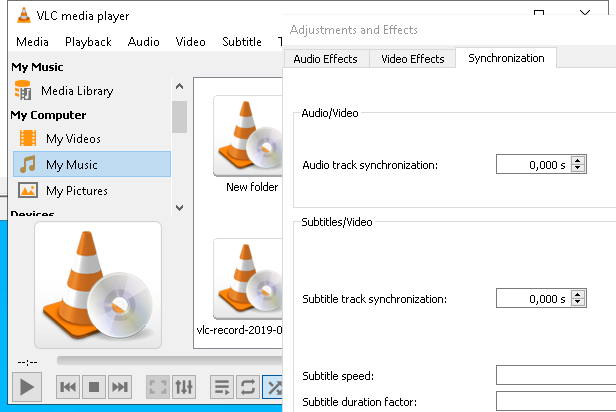 VLC media player
Media Playback Audio Video Subtitle
My Music
Media Library
My Computer
My Videos
My Music
My Pictures
Devices
New folder
vlc-record-2019-0
--:--
Adjustments and Effects
Audio Effects Video Effects Synchronization
Audio/Video
Audio track synchronization: 0,000 s
Subtitles/Video
Subtitle track synchronization: 0,000 s
Subtitle speed:
Subtitle duration factor: